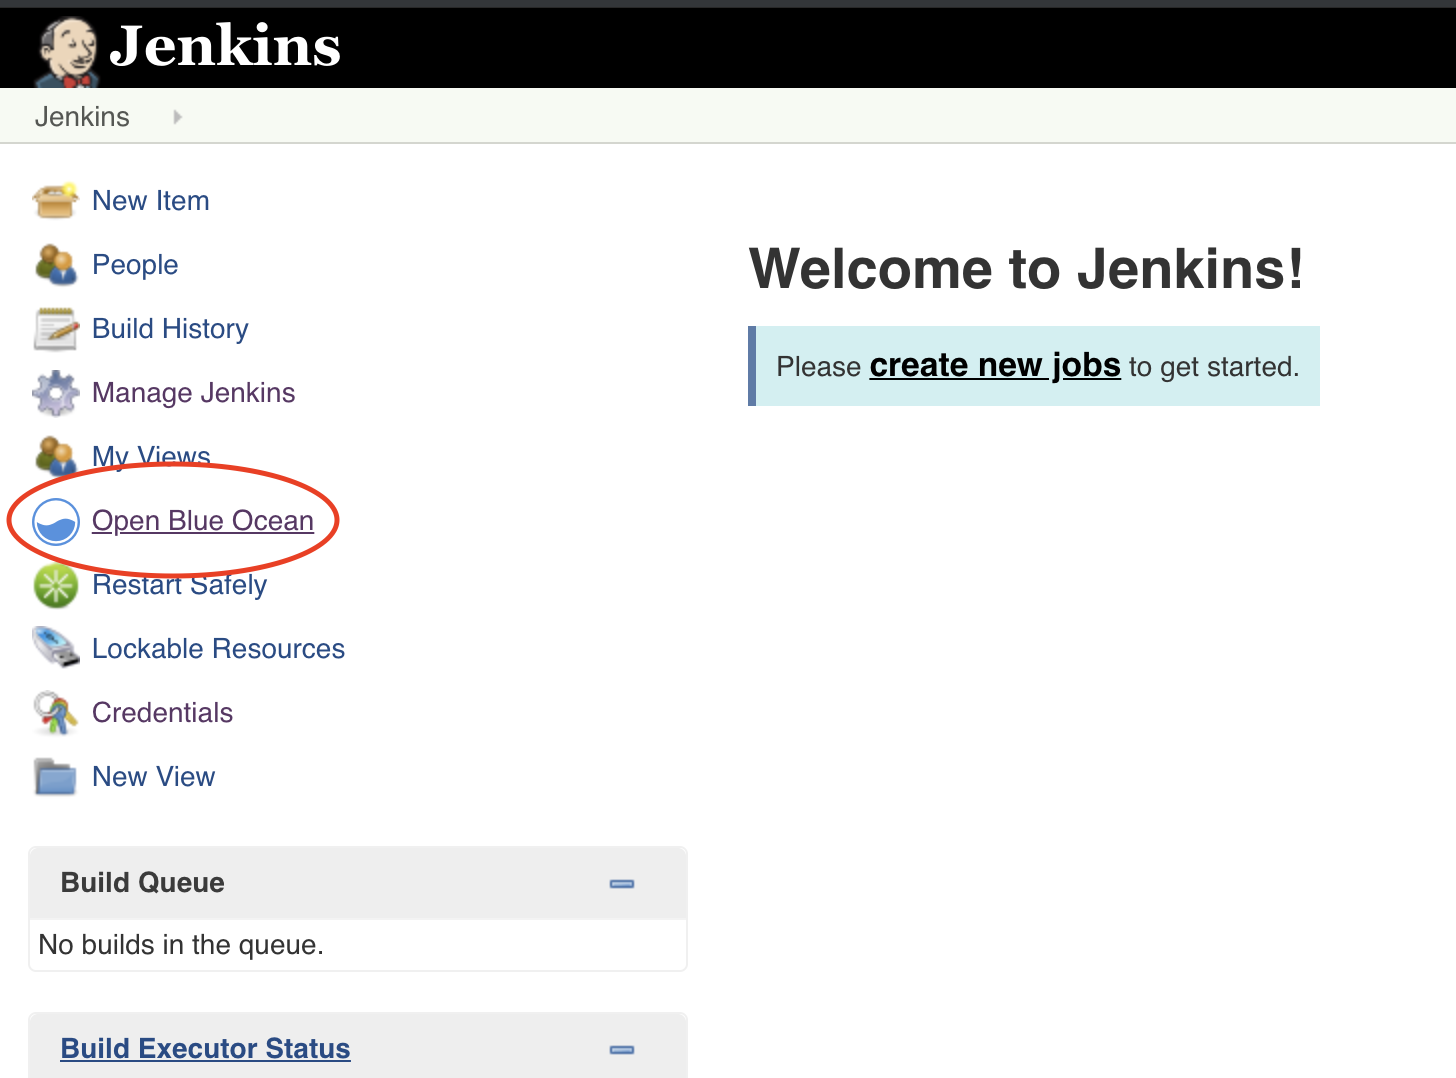 Jenkins
Jenkins
New Item
People
Build History
Manage Jenkins
My Views
Open Blue Ocean
Restart Safely
Lockable Resources
Credentials
New View
Build Queue
No builds in the queue.
Build Executor Status
Welcome to Jenkins!
Please create new jobs to get started.